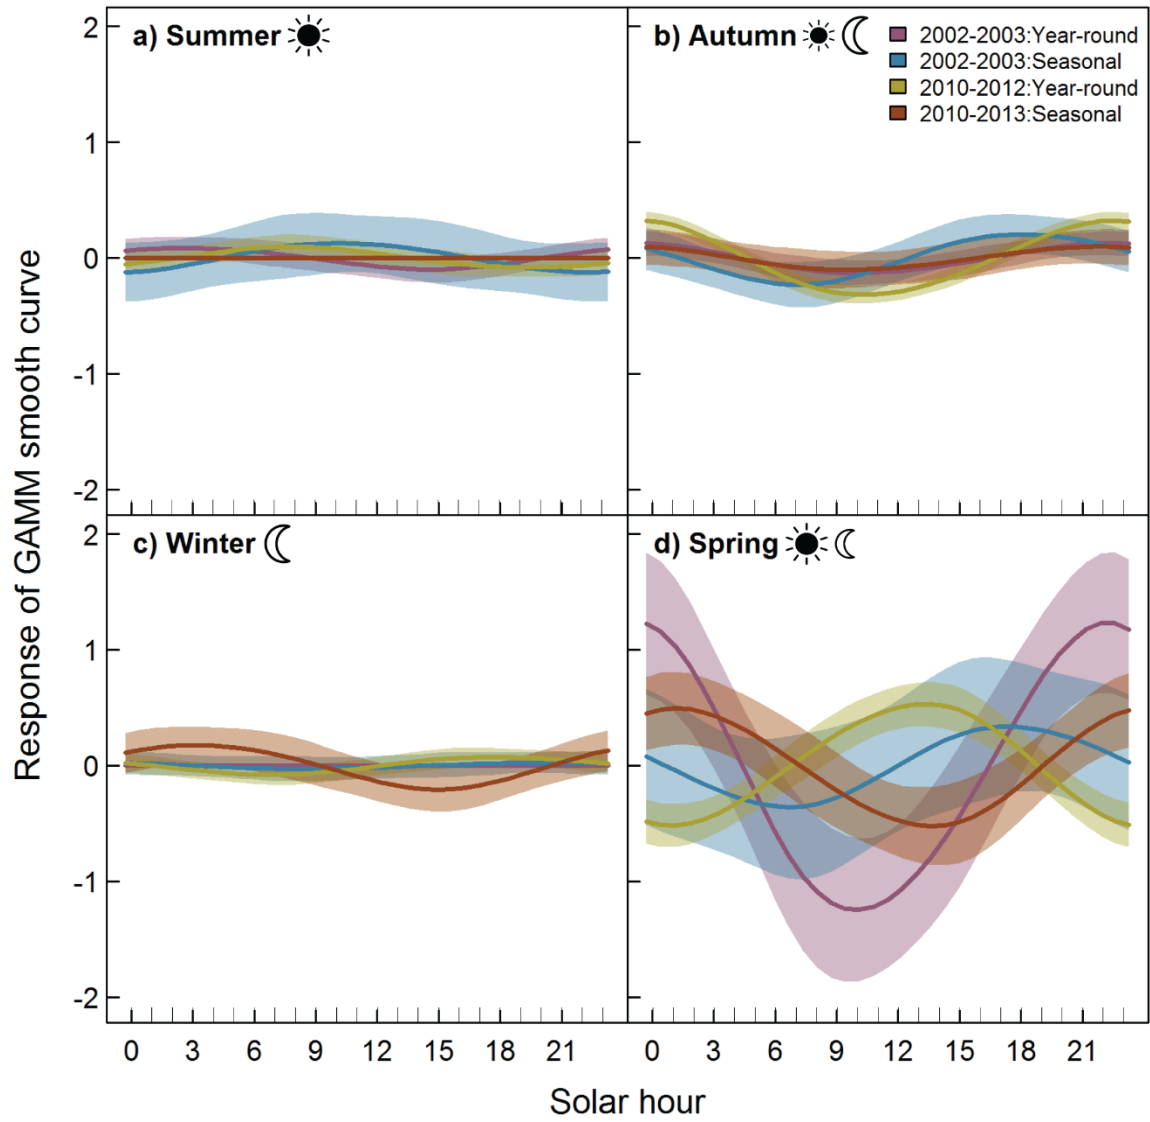 a) Summer
b) Autumn
2002-2003:Year-round
2002-2003:Seasonal
2010-2012:Year-round
2010-2013:Seasonal
2
1
0
-1
-2
c) Winter
d) Spring
2
1
0
-1
-2
0 3 6 9 12 15 18 21
0 3 6 9 12 15 18 21
Solar hour
Response of GAMM smooth curve